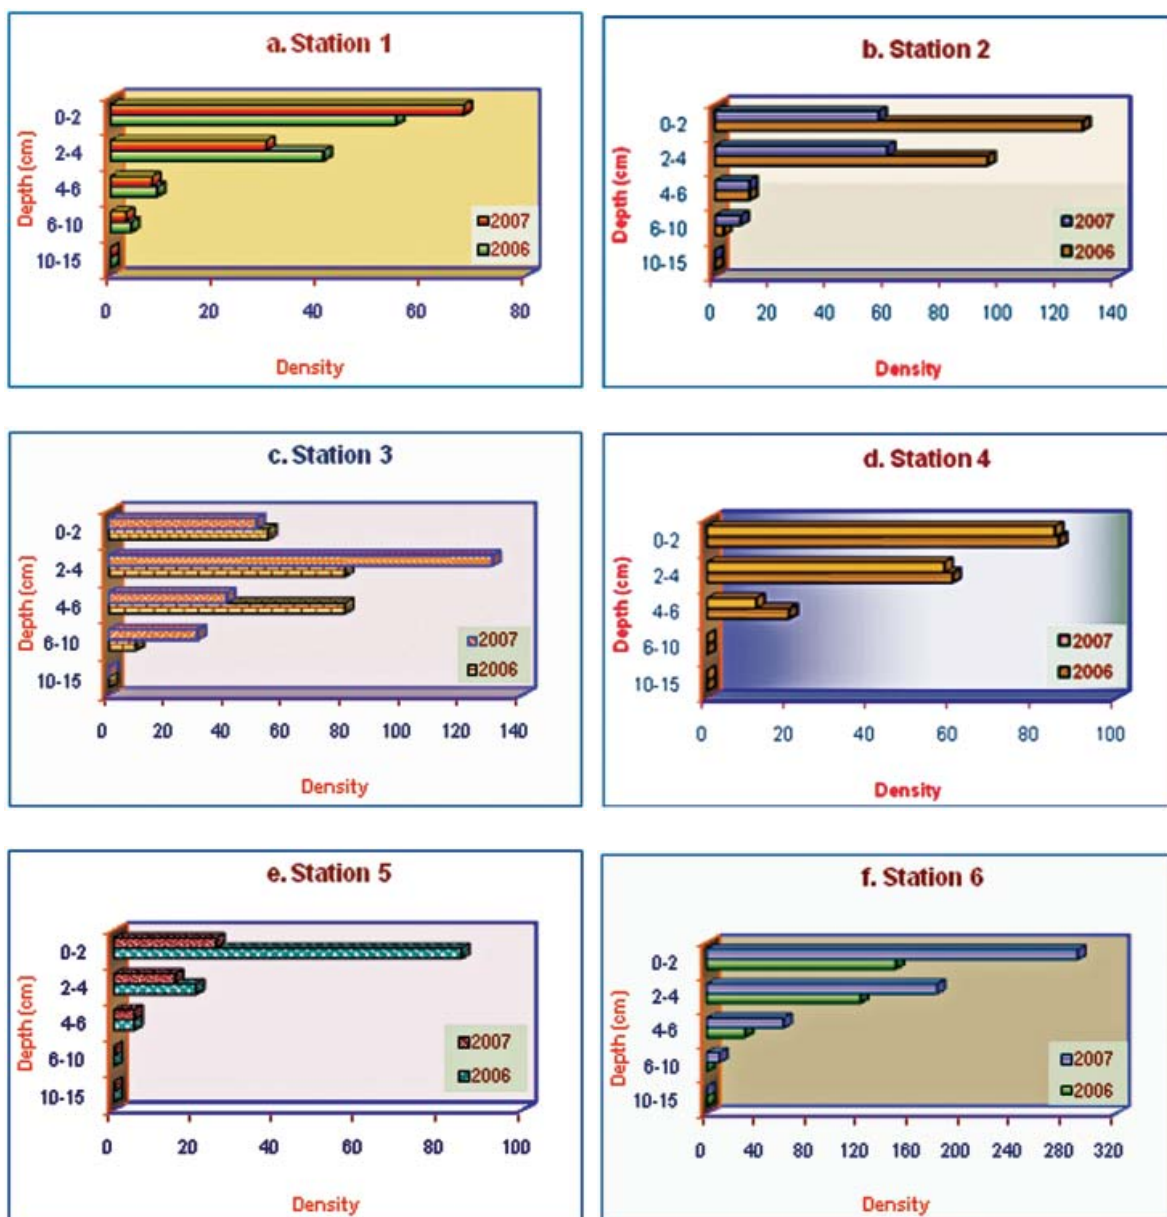 a. Station 1
Depth (cm)
0-2
2-4
4-6
6-10
10-15
2007
2006
0 20 40 60 80
Density
b. Station 2
Depth (cm)
0-2
2-4
4-6
6-10
10-15
2007
2006
0 20 40 60 80 100 120 140
Density
c. Station 3
Depth (cm)
0-2
2-4
4-6
6-10
10-15
2007
2006
0 20 40 60 80 100 120 140
Density
d. Station 4
Depth (cm)
0-2
2-4
4-6
6-10
10-15
2007
2006
0 20 40 60 80 100
Density
e. Station 5
Depth (cm)
0-2
2-4
4-6
6-10
10-15
2007
2006
0 20 40 60 80 100
Density
f. Station 6
Depth (cm)
0-2
2-4
4-6
6-10
10-15
2007
2006
0 40 80 120 160 200 240 280 320
Density